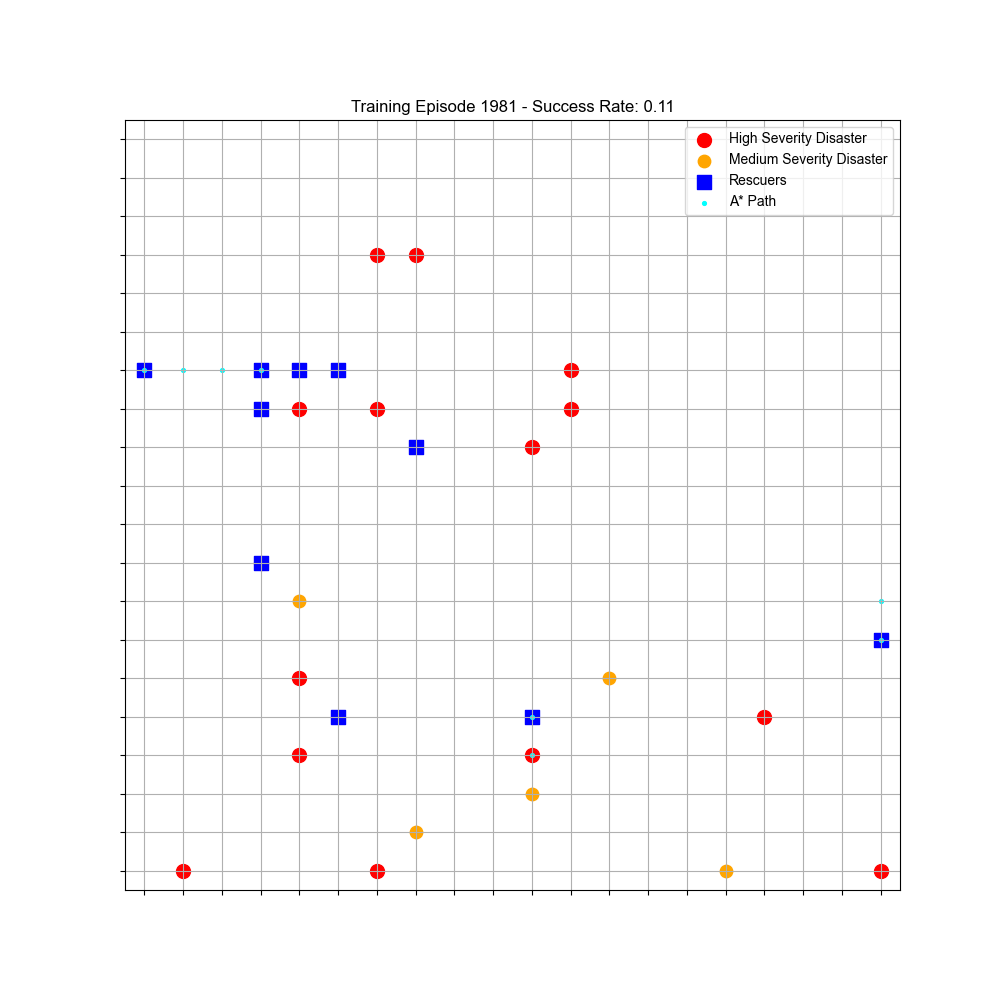 Training Episode 1981 - Success Rate: 0.11
High Severity Disaster
Medium Severity Disaster
Rescuers
A* Path